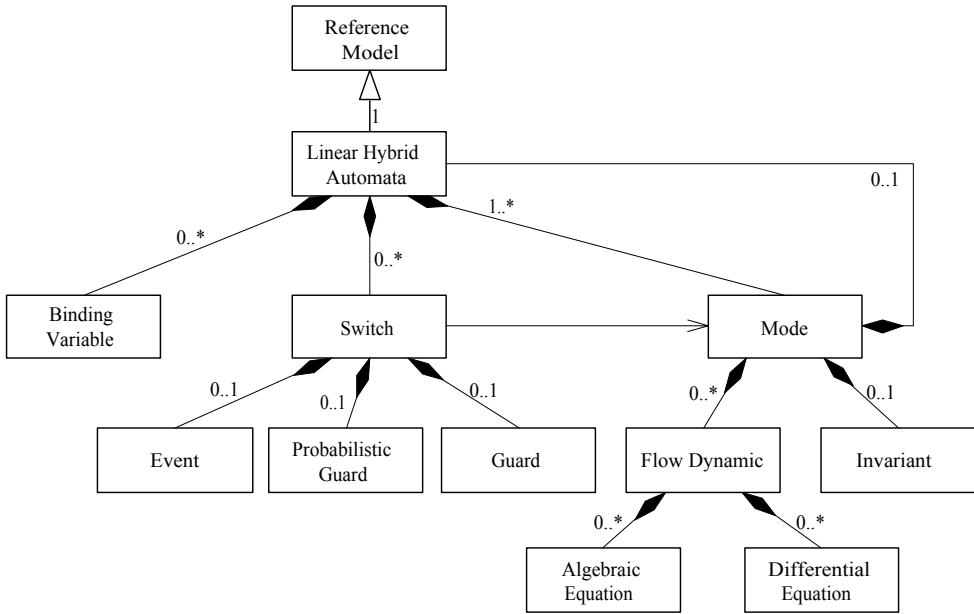 Reference
Model
1
Linear Hybrid
Automata
0..1
1..*
0..*
0..*
Binding
Variable
Switch
Mode
0..1
0..1
0..1
0..*
0..1
Event
Probabilistic
Guard
Guard
Flow Dynamic
Invariant
0..*
0..*
Algebraic
Equation
Differential
Equation